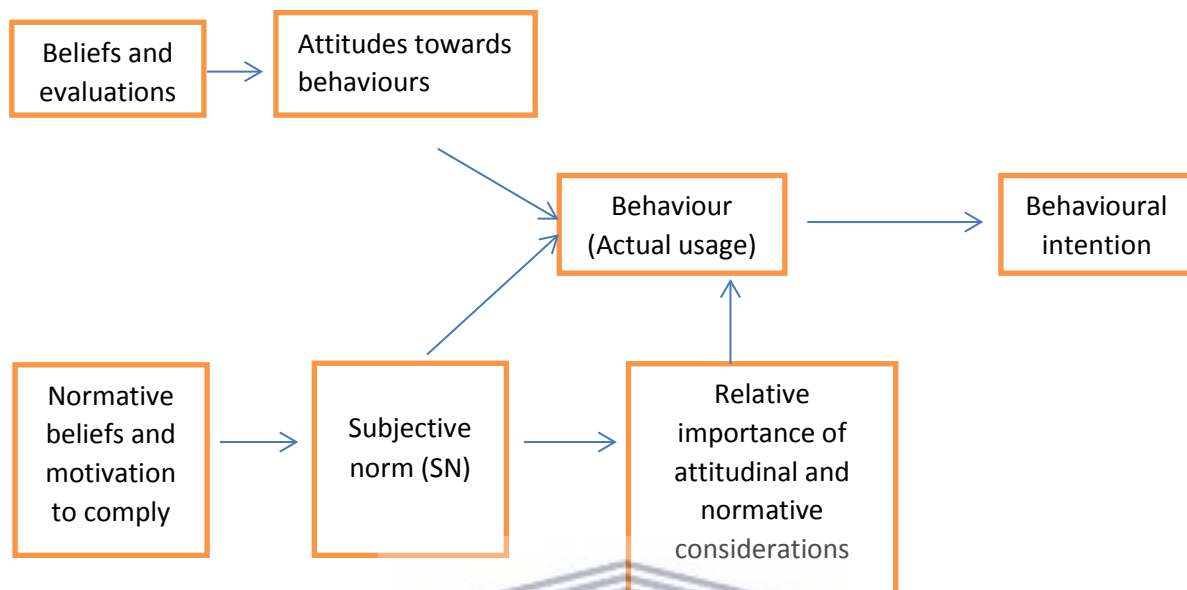 Beliefs and
evaluations
Attitudes towards
behaviours
Behaviour
(Actual usage)
Behavioural
intention
Normative
beliefs and
motivation
to comply
Subjective
norm (SN)
Relative
importance of
attitudinal and
normative
considerations